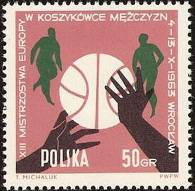 XIII MISTRZOSTWA EUROPY
W KOSZYKÓWCE MĘŻCZYZN
4-13-X-1963 WROCŁAW
POLSKA 50GR
T. MICHALUK PWPW